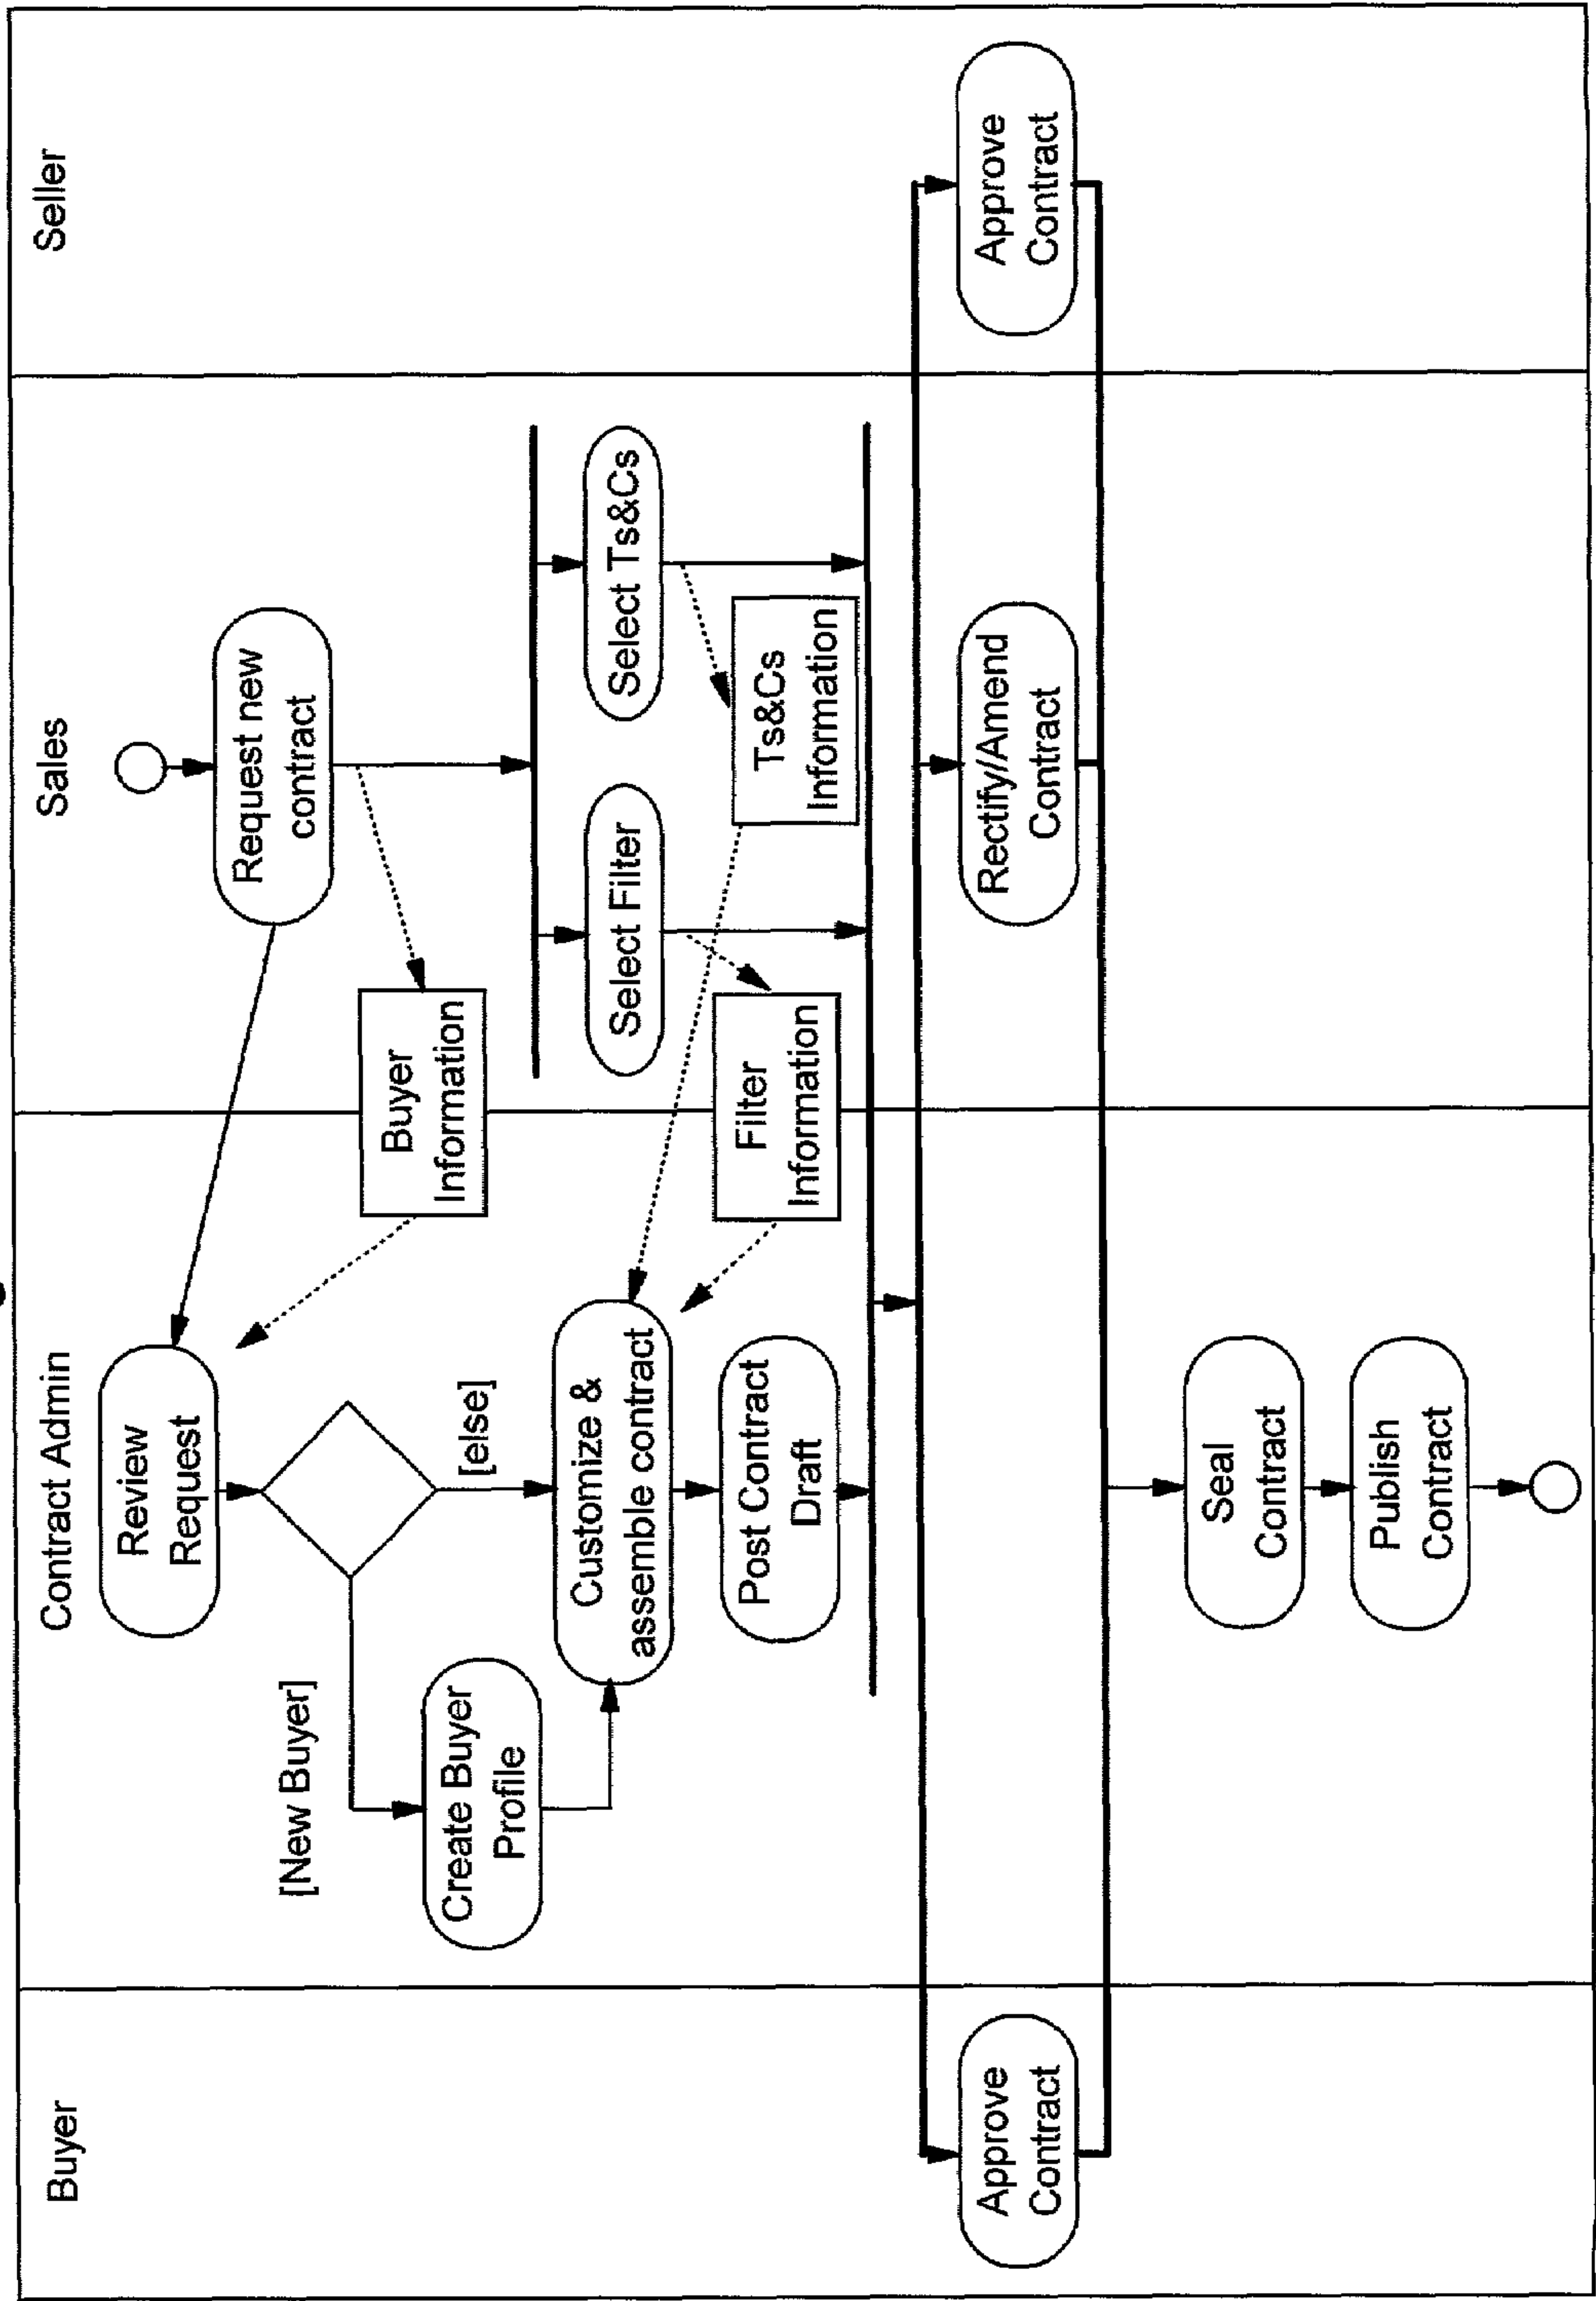 Buyer
Contract Admin
Sales
Seller
Request new
contract
Review
Request
[New Buyer]
[else]
Buyer
Information
Create Buyer
Profile
Customize &
assemble contract
Select Filter
Select Ts&Cs
Post Contract
Draft
Filter
Information
Ts&Cs
Information
Approve
Contract
Rectify/Amend
Contract
Approve
Contract
Seal
Contract
Publish
Contract